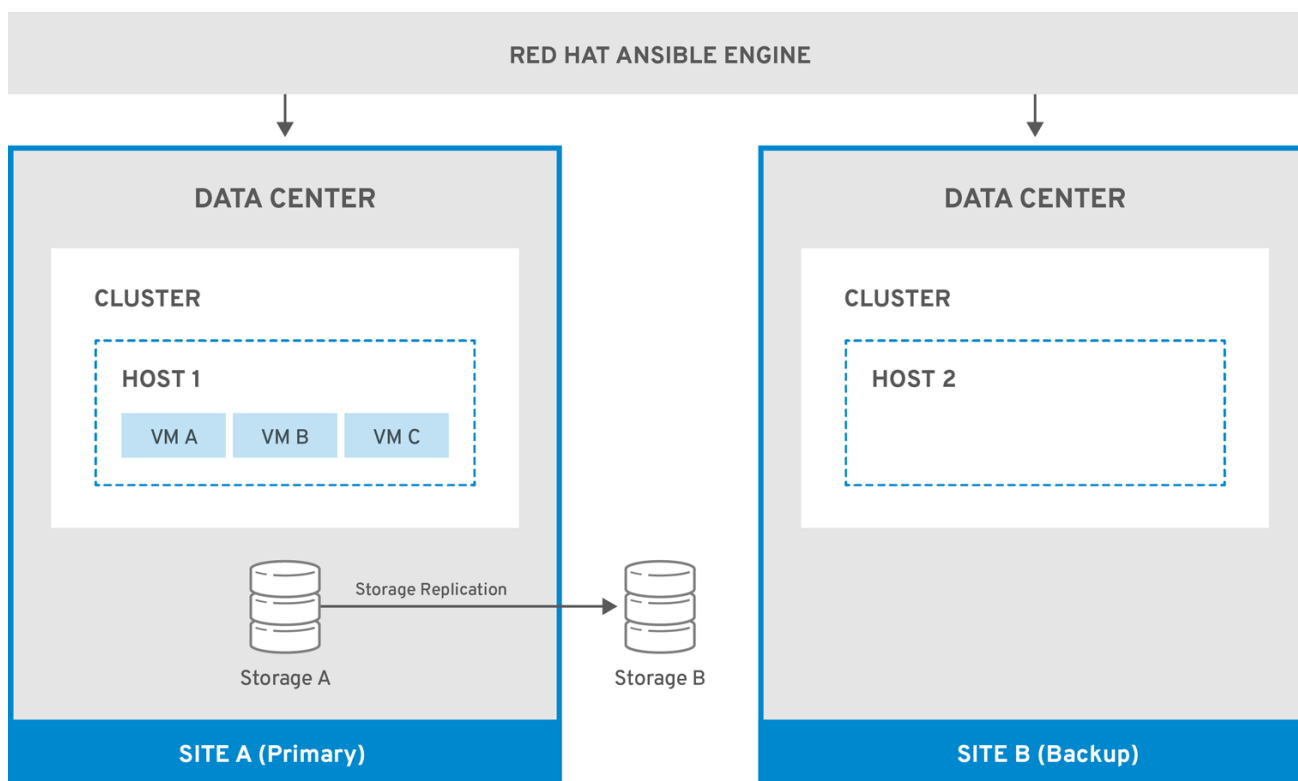 RED HAT ANSIBLE ENGINE
DATA CENTER
CLUSTER
HOST 1
VM A
VM B
VM C
Storage Replication
Storage A
SITE A (Primary)
Storage B
DATA CENTER
CLUSTER
HOST 2
SITE B (Backup)